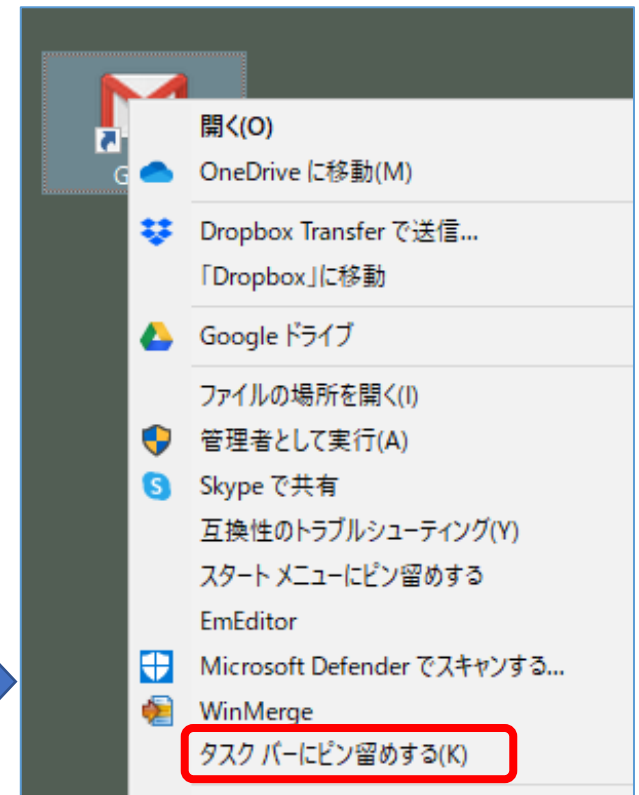 G
開く(O)
OneDrive に移動(M)
Dropbox Transfer で送信...
「Dropbox」に移動
Google ドライブ
ファイルの場所を開く(I)
管理者として実行(A)
Skype で共有
互換性のトラブルシューティング(Y)
スタート メニューにピン留めする
EmEditor
Microsoft Defender でスキャンする...
WinMerge
タスク バーにピン留めする(K)